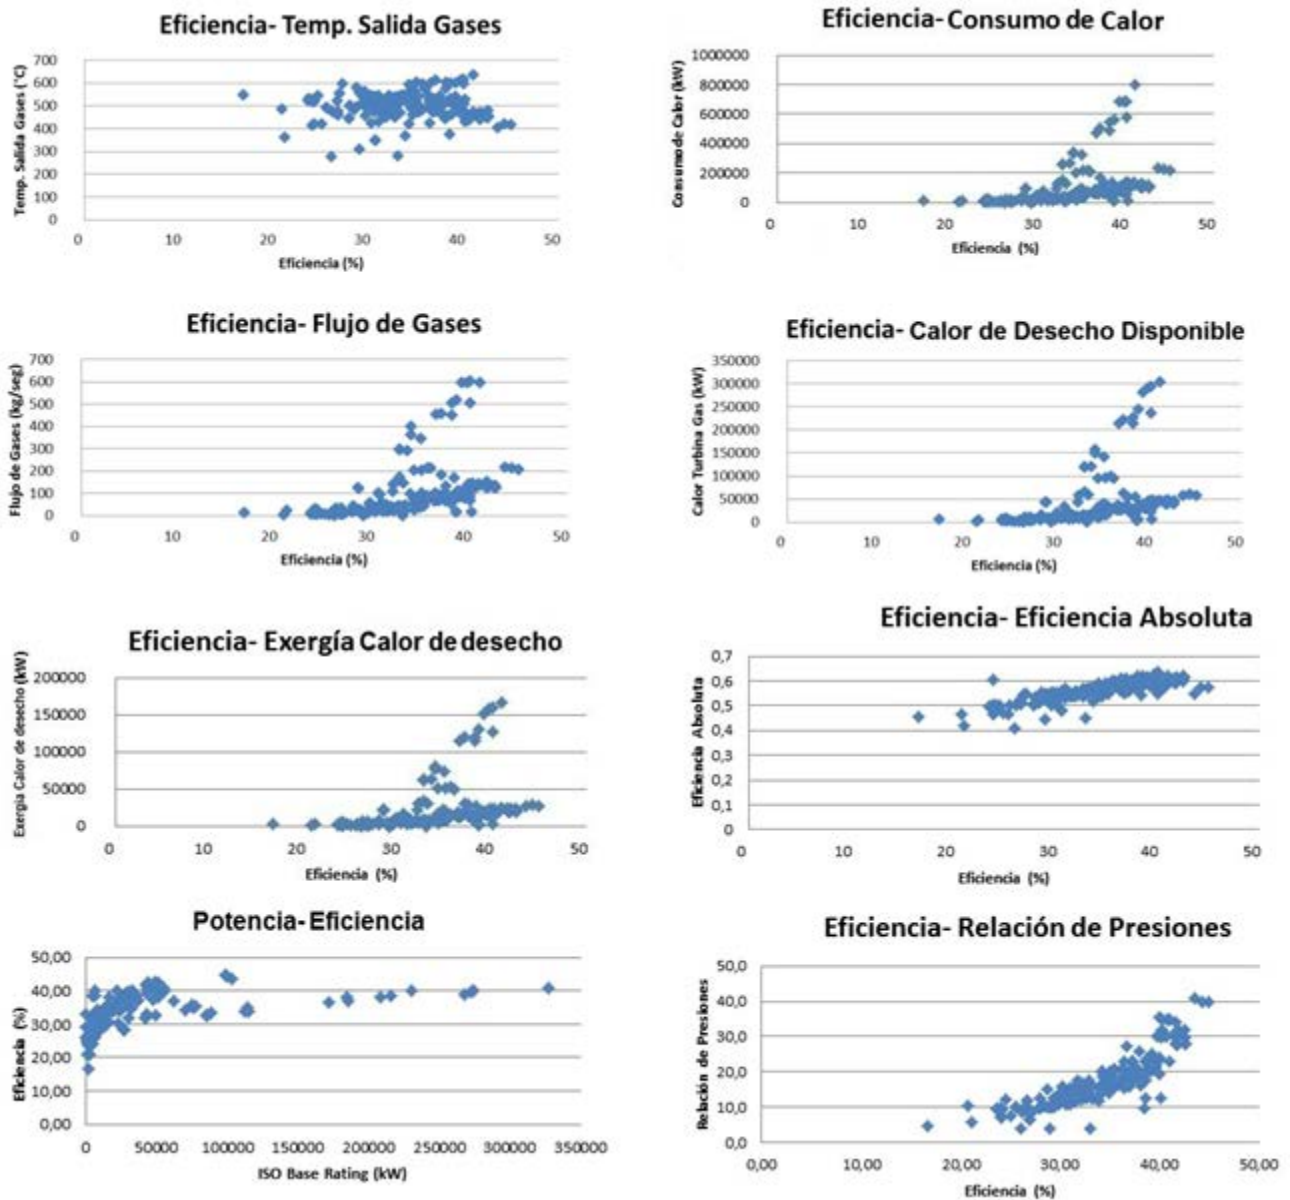 Eficiencia- Temp. Salida Gases
Temp. Salida Gases (°C)
700
600
500
400
300
200
100
0
0 10 20 30 40 50
Eficiencia (%)
Eficiencia- Consumo de Calor
Consumo de Calor (kW)
1000000
800000
600000
400000
200000
0
0 10 20 30 40 50
Eficiencia (%)
Eficiencia- Flujo de Gases
Flujo de Gases (kg/seg)
700
600
500
400
300
200
100
0
0 10 20 30 40 50
Eficiencia (%)
Eficiencia- Calor de Desecho Disponible
Calor Turbina Gas (kW)
350000
300000
250000
200000
150000
100000
50000
0
0 10 20 30 40 50
Eficiencia (%)
Eficiencia- Exergía Calor de desecho
Exergia Calor de desecho (kW)
200000
150000
100000
50000
0
0 10 20 30 40 50
Eficiencia (%)
Eficiencia- Eficiencia Absoluta
Eficiencia Absoluta
0,7
0,6
0,5
0,4
0,3
0,2
0,1
0
0 10 20 30 40 50
Eficiencia (%)
Potencia- Eficiencia
Eficiencia (%)
50,00
40,00
30,00
20,00
10,00
0,00
0 50000 100000 150000 200000 250000 300000 350000
ISO Base Rating (kW)
Eficiencia- Relación de Presiones
Relación de Presiones
50,0
40,0
30,0
20,0
10,0
0,0
0,00 10,00 20,00 30,00 40,00 50,00
Eficiencia (%)